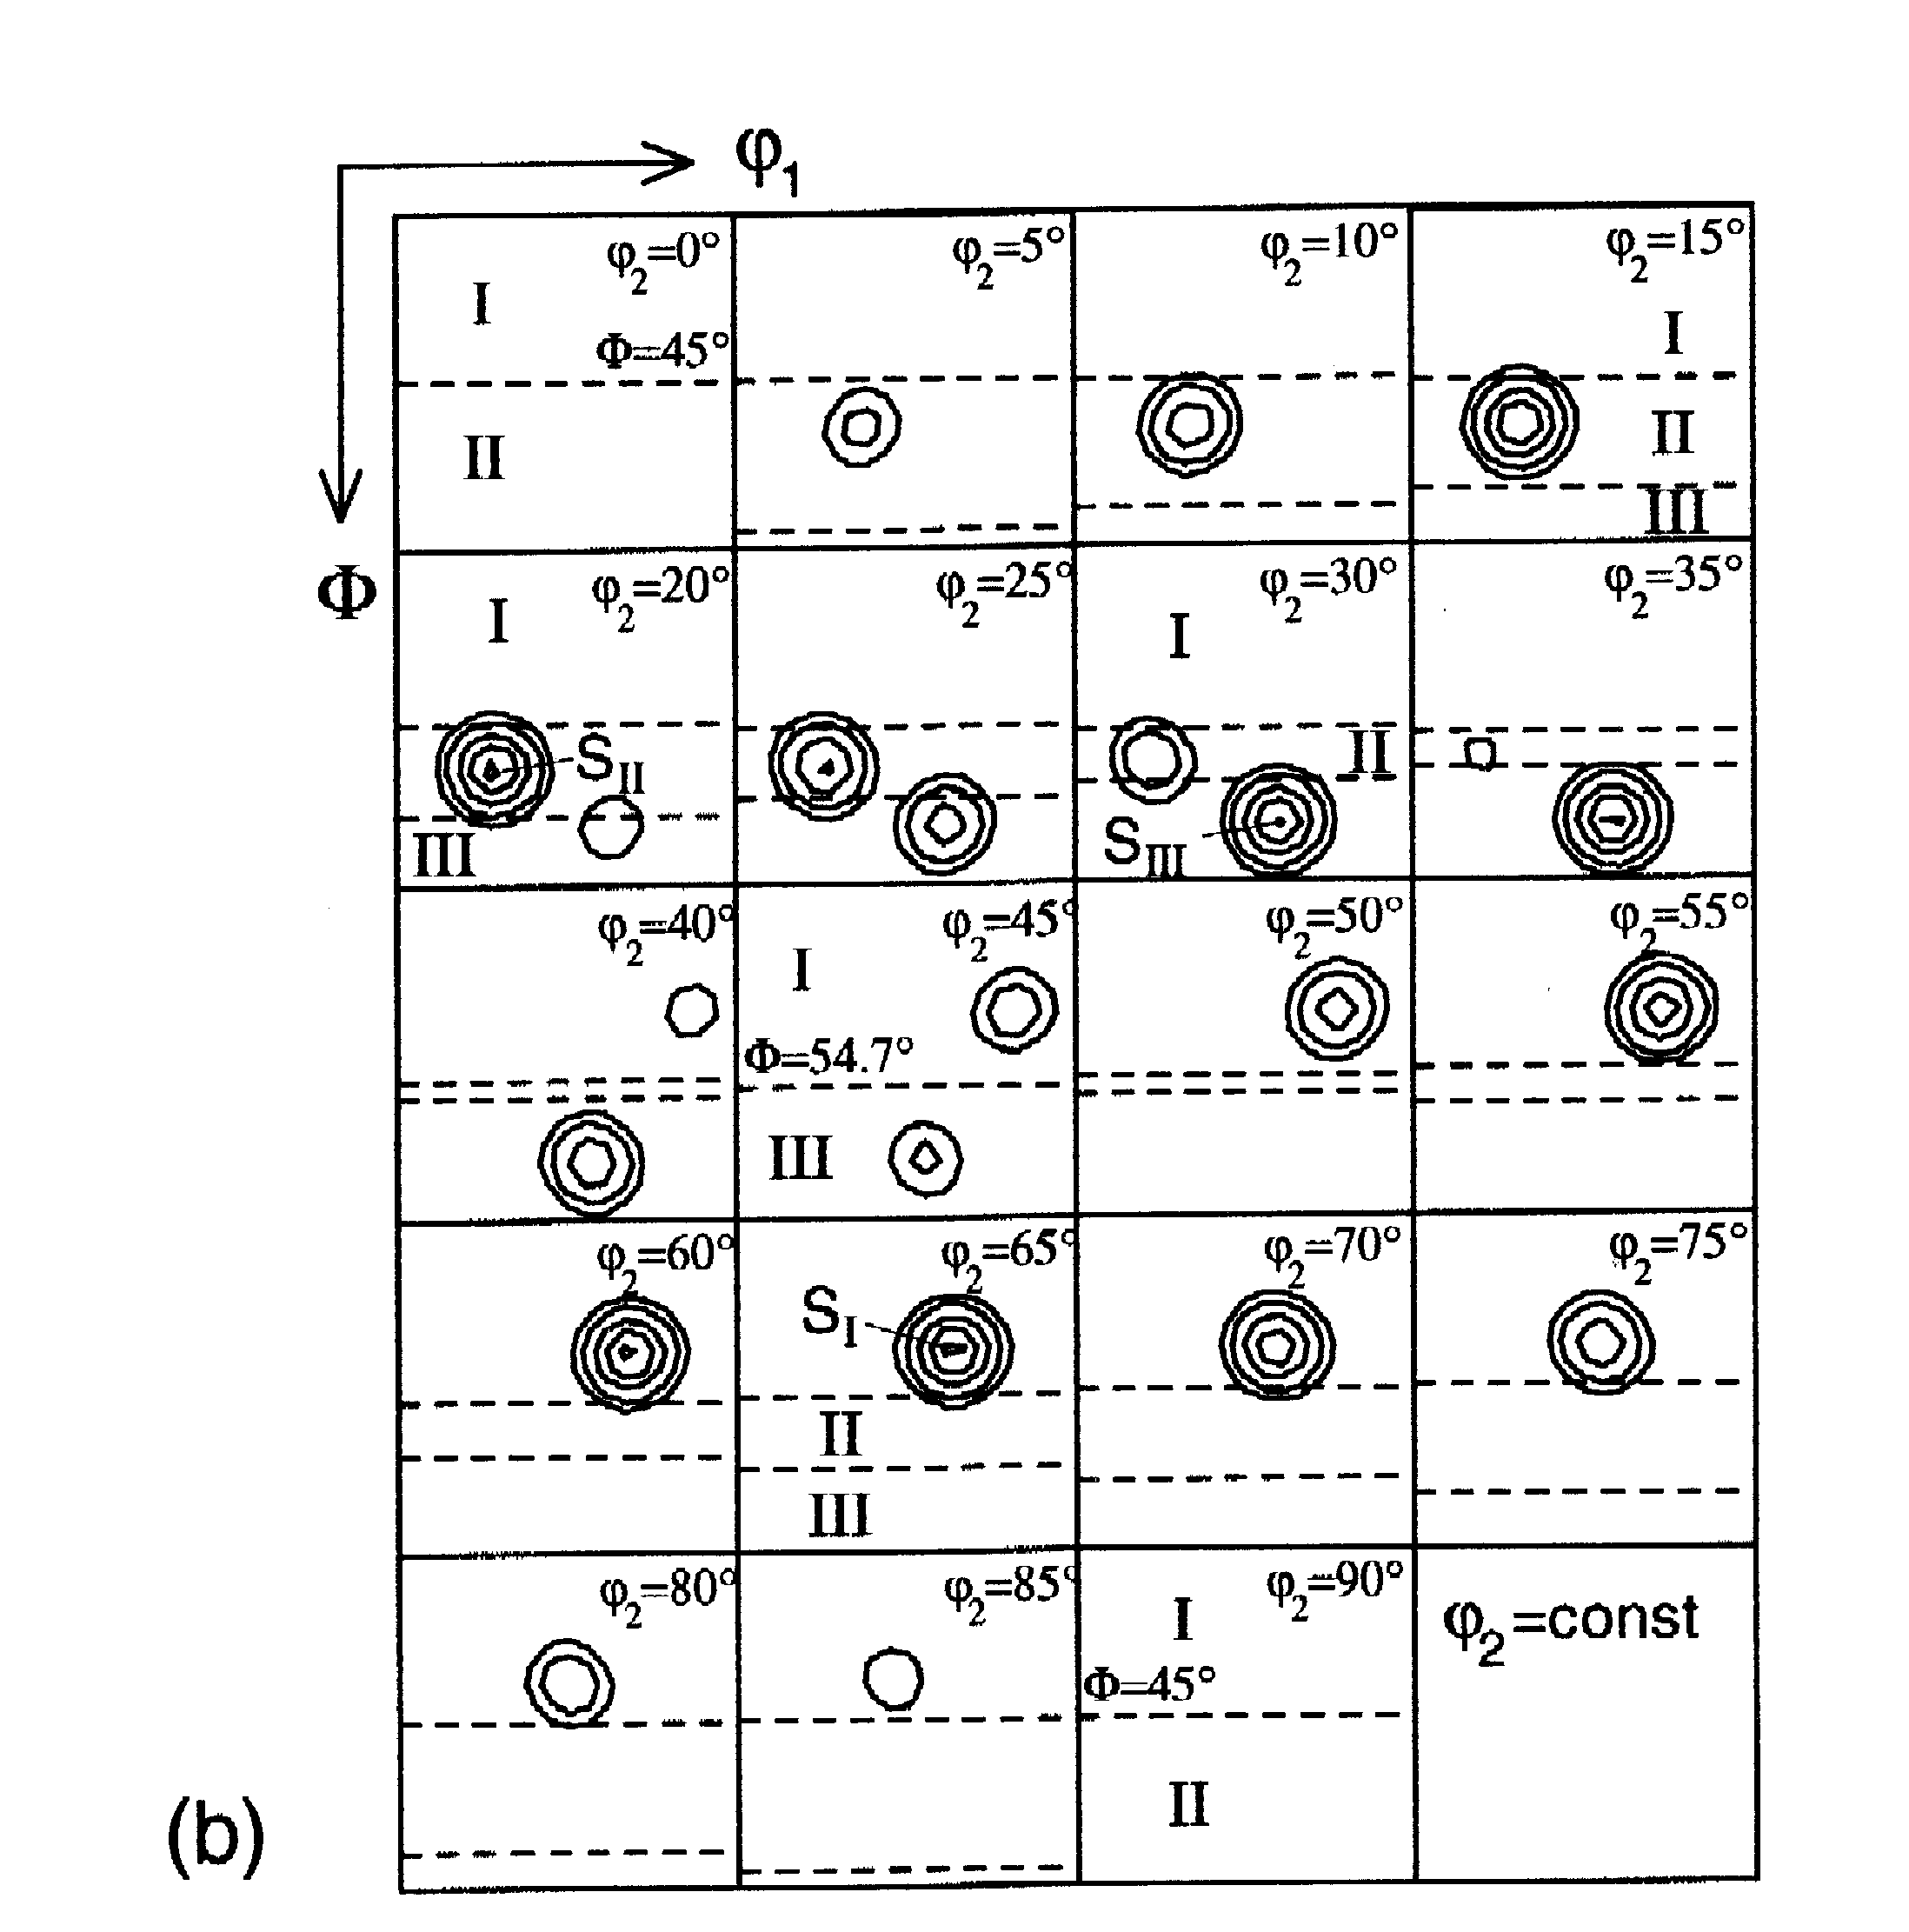 φ1
φ2=0° φ2=5° φ2=10° φ2=15°
I I
Φ=45°
II II
III
Φ
φ2=20° φ2=25° φ2=30° φ2=35°
I I
SII II
III SIII
φ2=40° φ2=45° φ2=50° φ2=55°
I
Φ=54.7°
III
φ2=60° φ2=65° φ2=70° φ2=75°
SI
II
III
φ2=80° φ2=85° φ2=90°
I φ2=const
Φ=45°
II
(b)